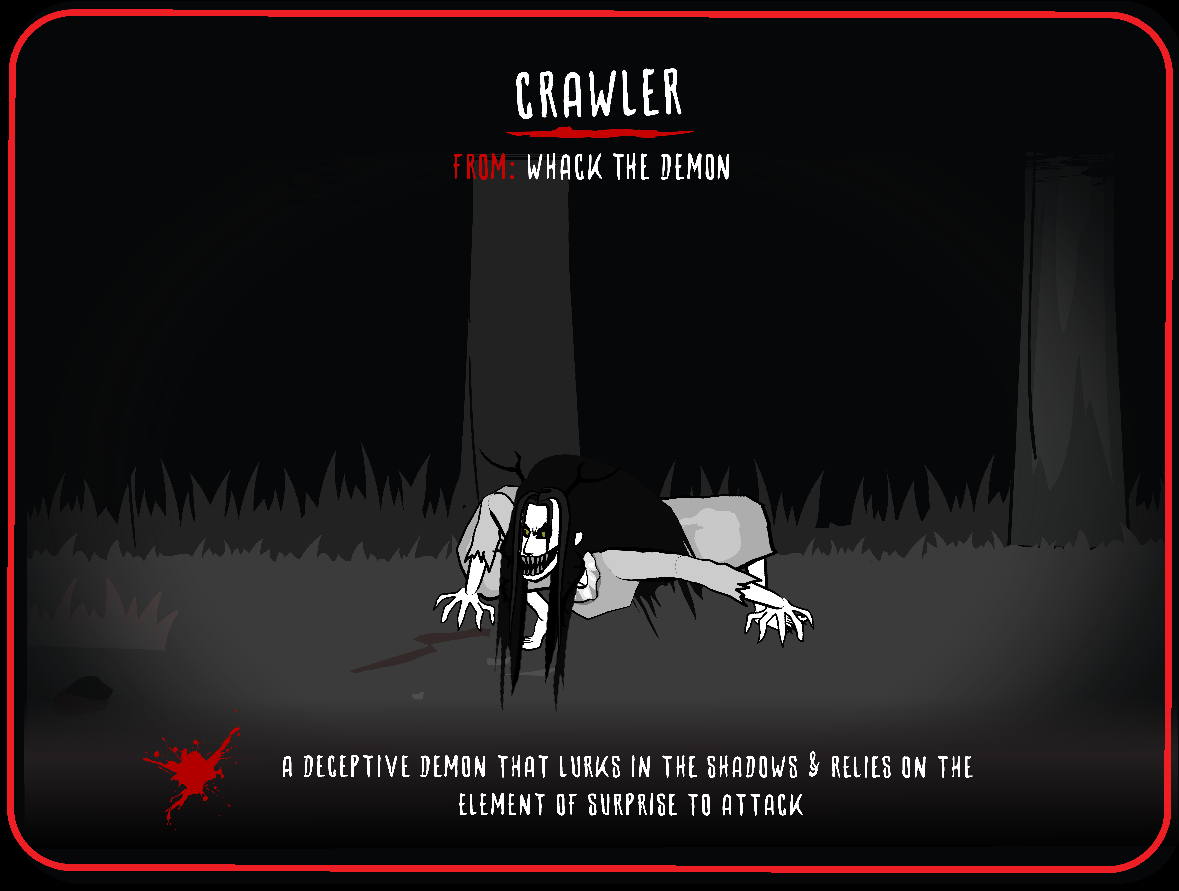 CRAWLER
FROM: WHACK THE DEMON
A DECEPTIVE DEMON THAT LURKS IN THE SHADOWS & RELIES ON THE
ELEMENT OF SURPRISE TO ATTACK